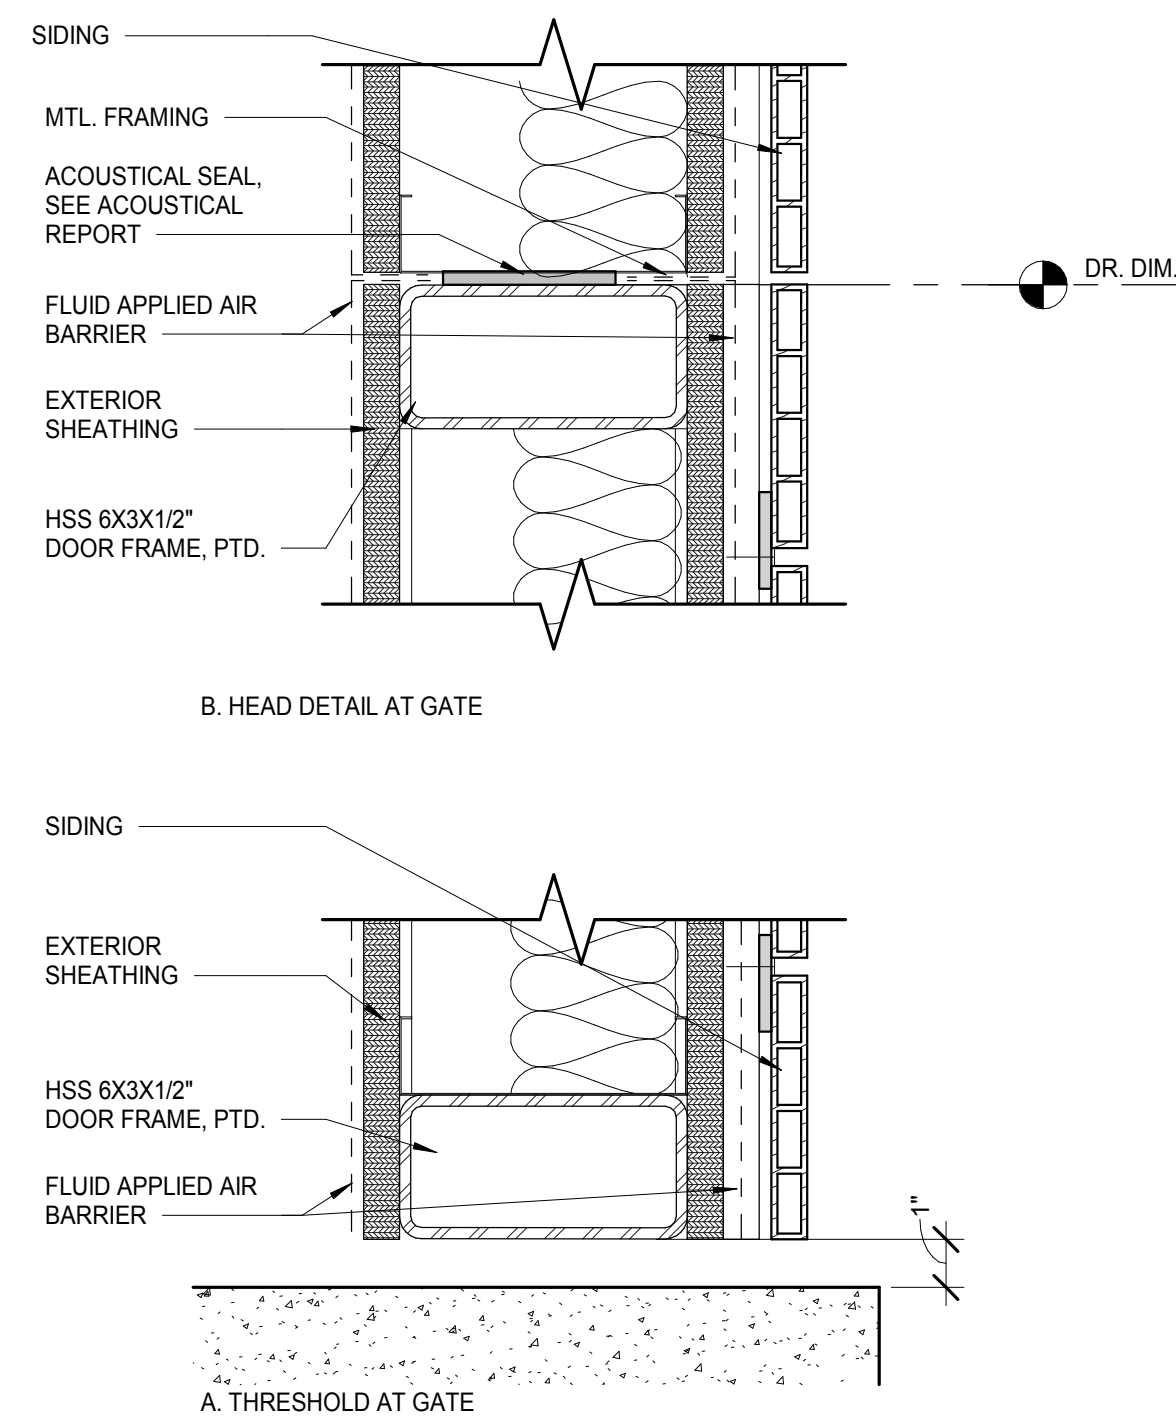 SIDING
MTL. FRAMING
ACOUSTICAL SEAL,
SEE ACOUSTICAL
REPORT
DR. DIM.
FLUID APPLIED AIR
BARRIER
EXTERIOR
SHEATHING
HSS 6X3X1/2"
DOOR FRAME, PTD.
B. HEAD DETAIL AT GATE
SIDING
EXTERIOR
SHEATHING
HSS 6X3X1/2"
DOOR FRAME, PTD.
FLUID APPLIED AIR
BARRIER
1"
A. THRESHOLD AT GATE